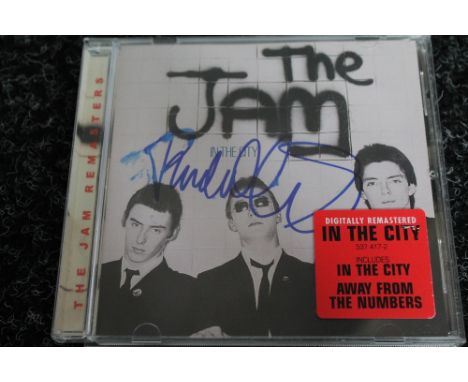 THE JAM REMASTERS
The
JAM
IN THE CITY
DIGITALLY REMASTERED
IN THE CITY
537 417-2
INCLUDES:
IN THE CITY
AWAY FROM
THE NUMBERS